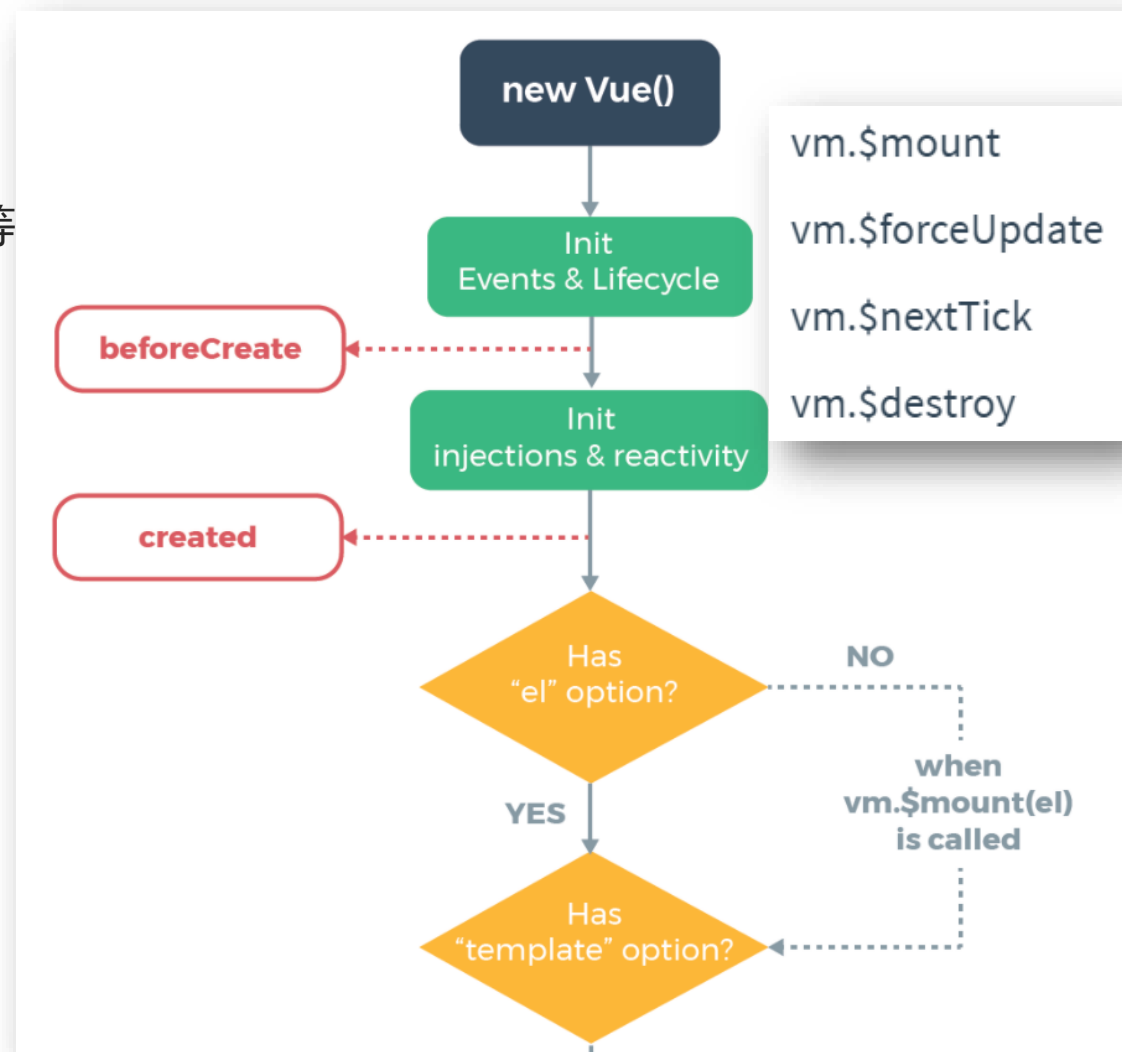 new Vue()
vm.$mount
等
Init
Events & Lifecycle
vm.$forceUpdate
vm.$nextTick
beforeCreate
vm.$destroy
Init
injections & reactivity
created
Has
“el” option?
NO
when
vm.$mount(el)
is called
YES
Has
“template” option?